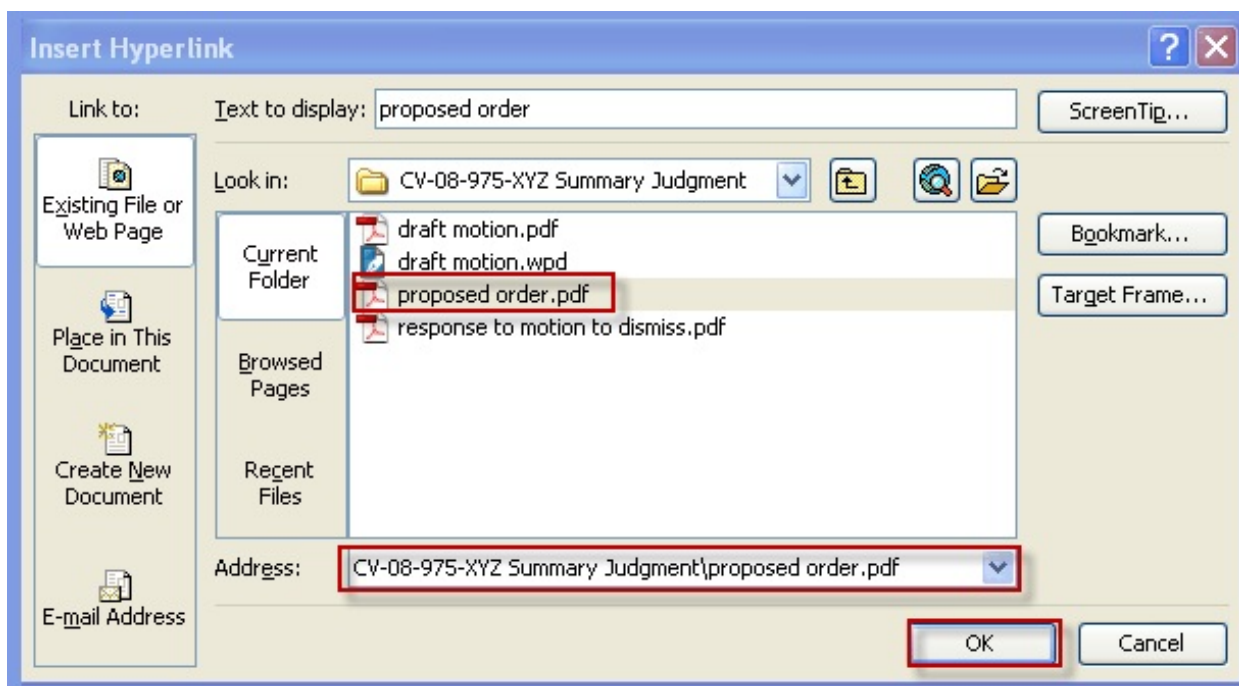 Insert Hyperlink
Link to:
Text to display: proposed order
ScreenTip...
Existing File or
Web Page
Look in: CV-08-975-XYZ Summary Judgment
Current
Folder
draft motion.pdf
draft motion.wpd
proposed order.pdf
response to motion to dismiss.pdf
Bookmark...
Target Frame...
Place in This
Document
Browsed
Pages
Create New
Document
Recent
Files
Address: CV-08-975-XYZ Summary Judgment\proposed order.pdf
E-mail Address
OK
Cancel